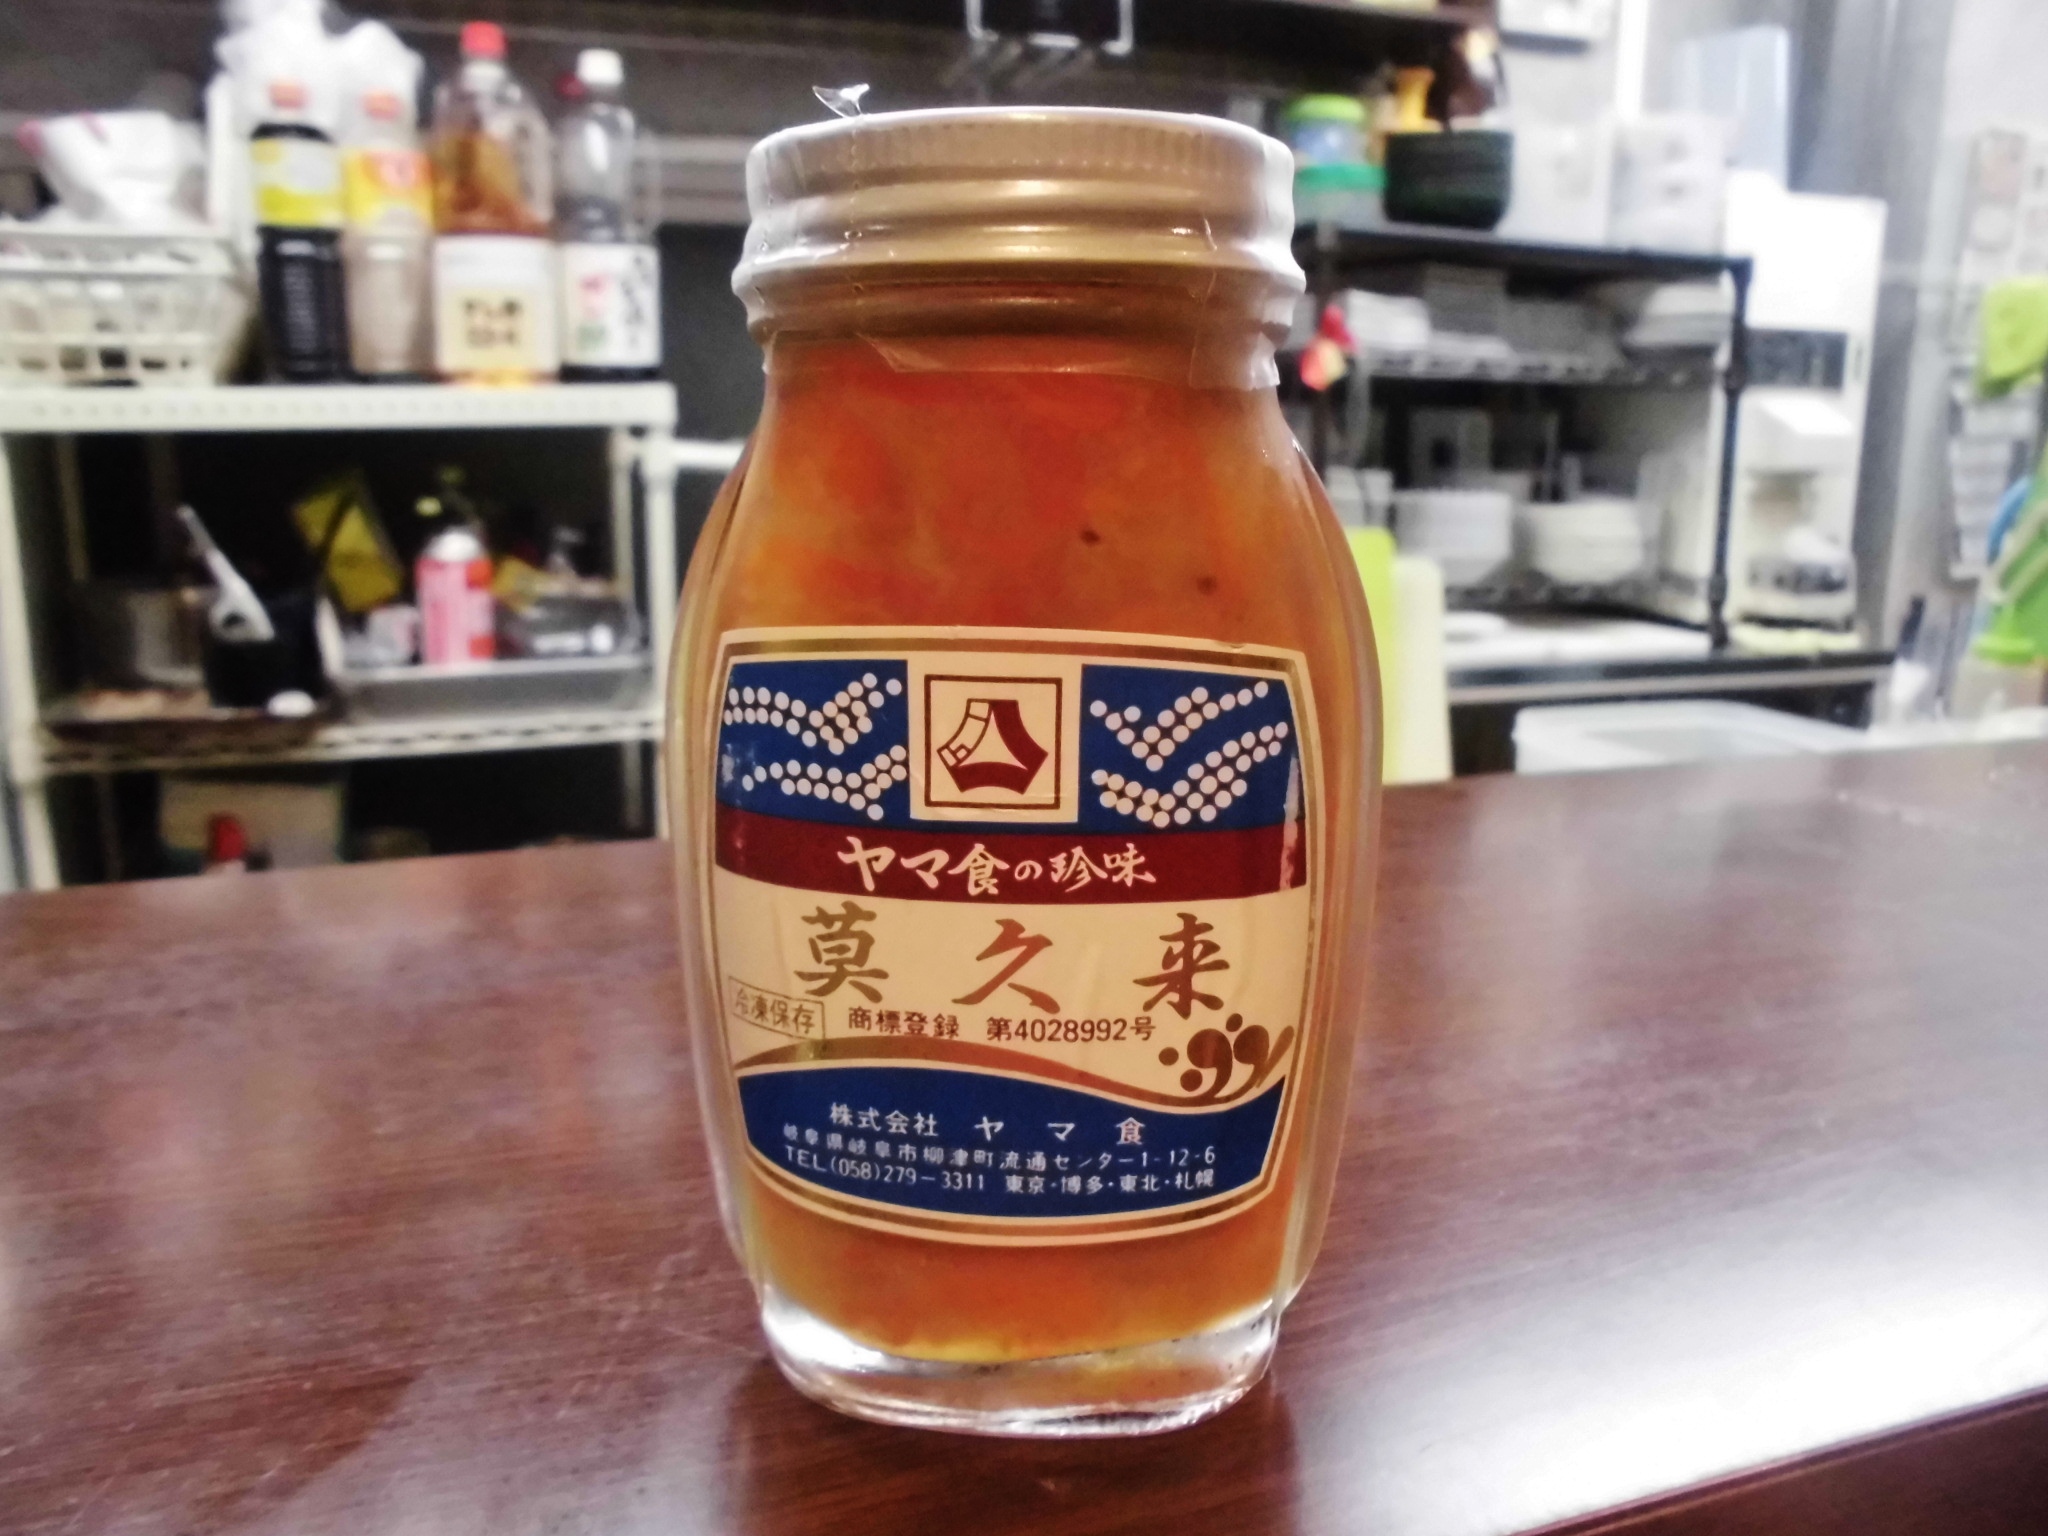 ヤマ食の珍味
莫久来
冷凍保存
商標登録 第4028992号
株式会社 ヤマ食
岐阜県岐阜市柳津町流通センター1-12-6
TEL(058)279-3311 東京・博多・東北・札幌